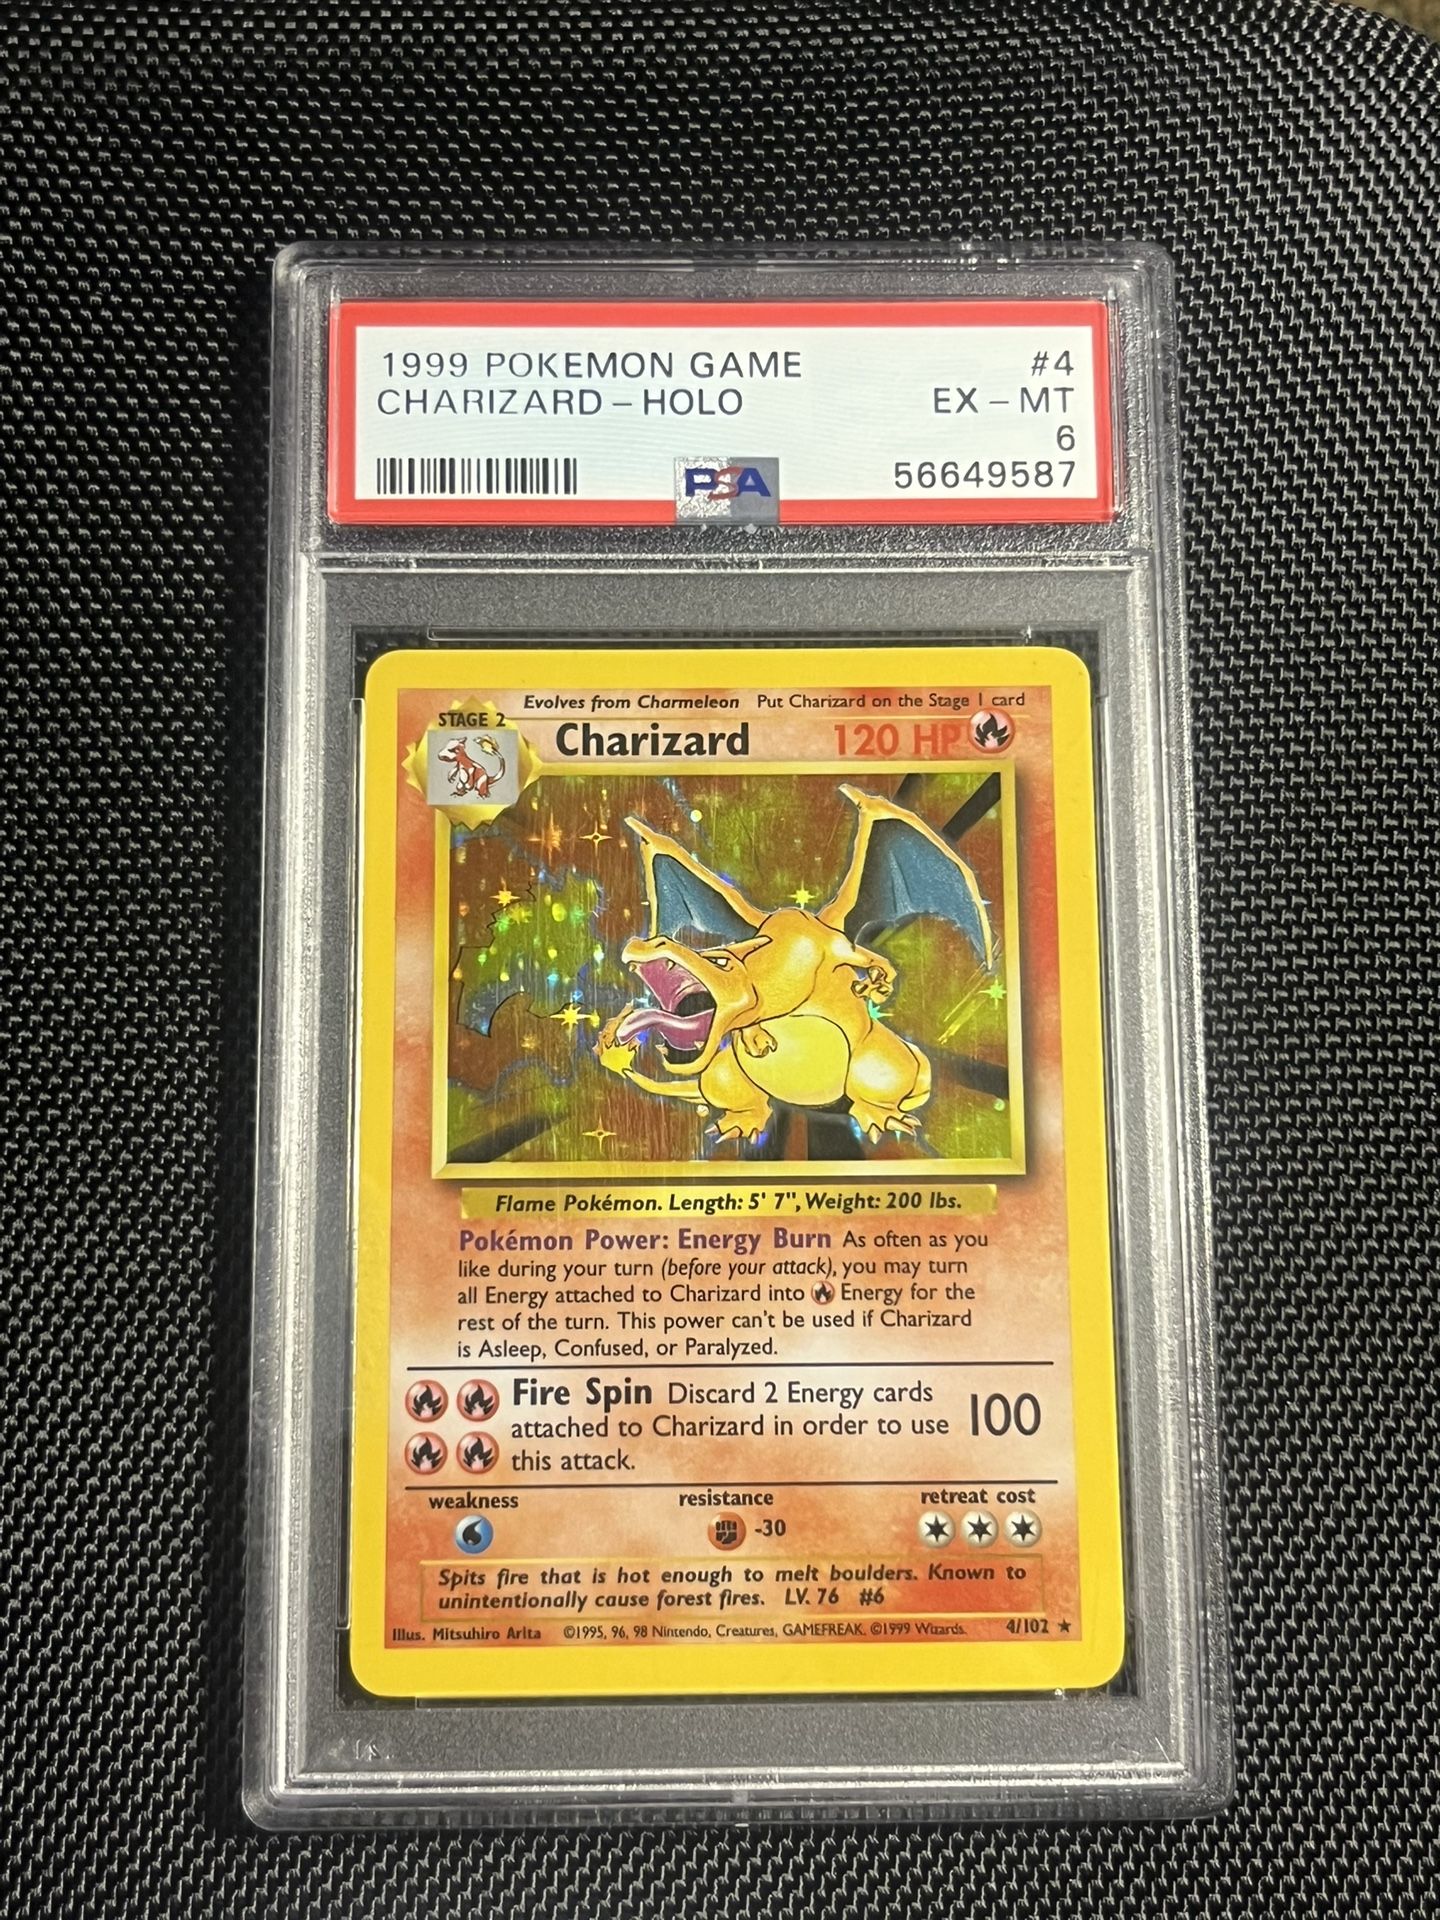 1999 POKEMON GAME #4
CHARIZARD - HOLO EX - MT
6
PSA 56649587
Evolves from Charmeleon Put Charizard on the Stage 1 card
STAGE 2
Charizard 120 HP
Flame Pokémon. Length: 5' 7", Weight: 200 lbs.
Pokémon Power: Energy Burn As often as you
like during your turn (before your attack), you may turn
all Energy attached to Charizard into Energy for the
rest of the turn. This power can't be used if Charizard
is Asleep, Confused, or Paralyzed.
Fire Spin Discard 2 Energy cards
attached to Charizard in order to use 100
this attack.
weakness resistance retreat cost
-30
Spits fire that is hot enough to melt boulders. Known to
unintentionally cause forest fires. LV. 76 #6
Illus. Mitsuhiro Arita ©1995, 96, 98 Nintendo, Creatures, GAMEFREAK. ©1999 Wizards. 4/102 ★